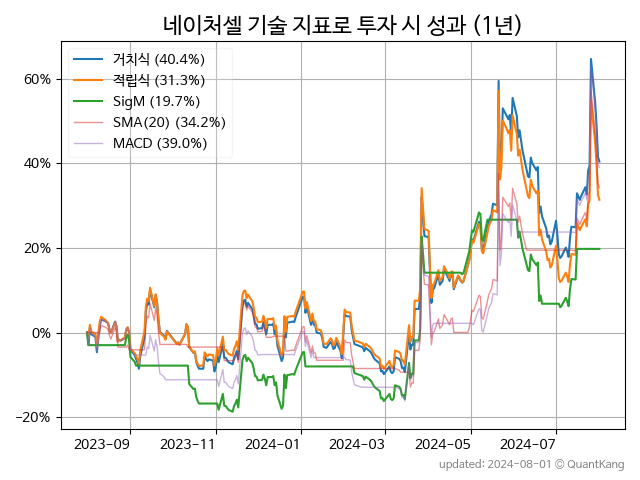 네이처셀 기술 지표로 투자 시 성과 (1년)
거치식 (40.4%)
적립식 (31.3%)
SigM (19.7%)
SMA(20) (34.2%)
MACD (39.0%)
60%
40%
20%
0%
−20%
2023-09 2023-11 2024-01 2024-03 2024-05 2024-07
updated: 2024-08-01 © QuantKang